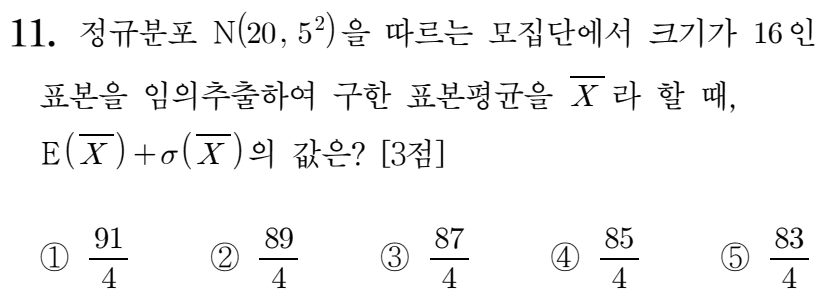 11. 정규분포 N(20, 5²)을 따르는 모집단에서 크기가 16인
표본을 임의추출하여 구한 표본평균을 X̅ 라 할 때,
E(X̅)+σ(X̅)의 값은? [3점]
① 91/4 ② 89/4 ③ 87/4 ④ 85/4 ⑤ 83/4